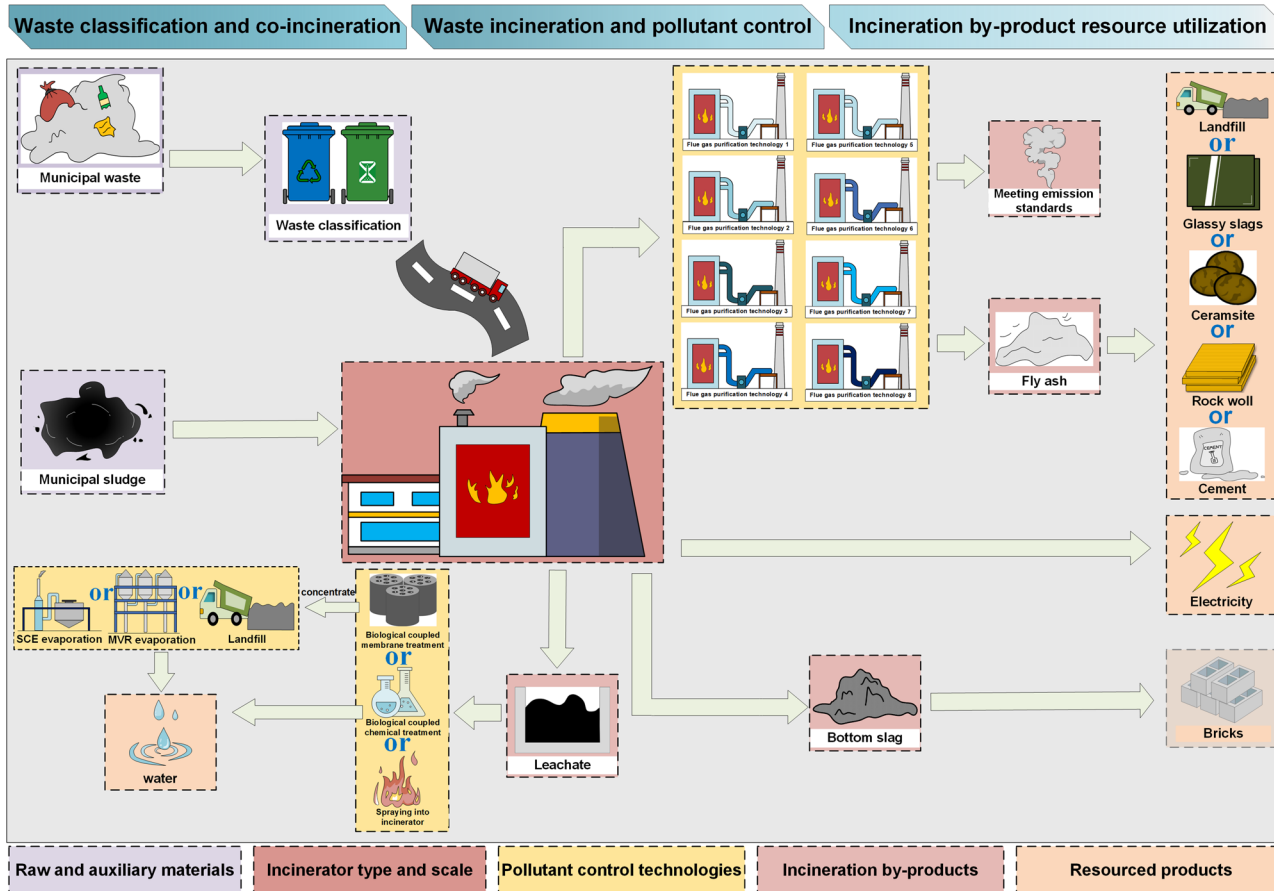 Waste classification and co-incineration
Waste incineration and pollutant control
Incineration by-product resource utilization
Municipal waste
Waste classification
Flue gas purification technology 1
Flue gas purification technology 5
Flue gas purification technology 2
Flue gas purification technology 6
Flue gas purification technology 3
Flue gas purification technology 7
Flue gas purification technology 4
Flue gas purification technology 8
Meeting emission
standards
Fly ash
Landfill
or
Glassy slags
or
Ceramsite
or
Rock woll
or
CEMENT
Cement
Municipal sludge
Electricity
SCE evaporation
or
MVR evaporation
or
Landfill
concentrate
Biological coupled
membrane treatment
or
Biological coupled
chemical treatment
or
Spraying into
incinerator
water
Leachate
Bottom slag
Bricks
Raw and auxiliary materials
Incinerator type and scale
Pollutant control technologies
Incineration by-products
Resourced products